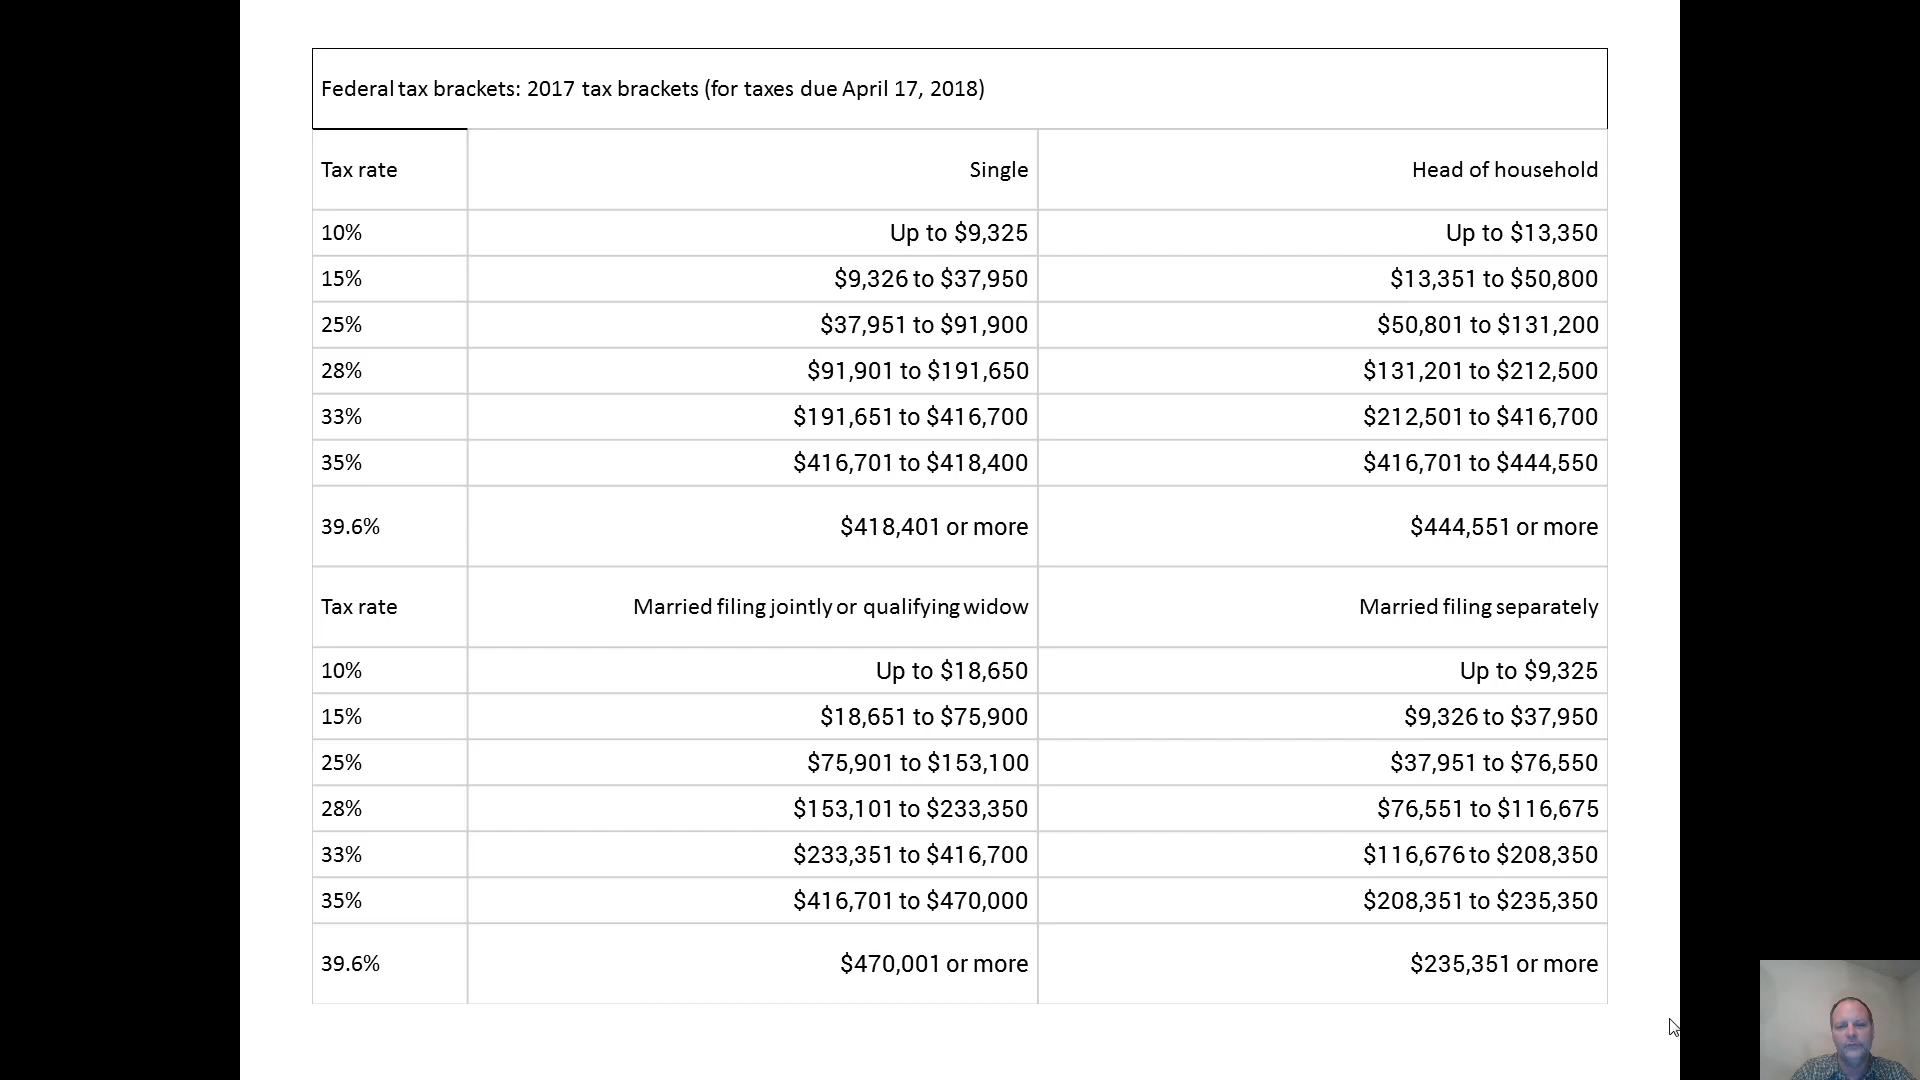 Federal tax brackets: 2017 tax brackets (for taxes due April 17, 2018)
Tax rate Single Head of household
10% Up to $9,325 Up to $13,350
15% $9,326 to $37,950 $13,351 to $50,800
25% $37,951 to $91,900 $50,801 to $131,200
28% $91,901 to $191,650 $131,201 to $212,500
33% $191,651 to $416,700 $212,501 to $416,700
35% $416,701 to $418,400 $416,701 to $444,550
39.6% $418,401 or more $444,551 or more
Tax rate Married filing jointly or qualifying widow Married filing separately
10% Up to $18,650 Up to $9,325
15% $18,651 to $75,900 $9,326 to $37,950
25% $75,901 to $153,100 $37,951 to $76,550
28% $153,101 to $233,350 $76,551 to $116,675
33% $233,351 to $416,700 $116,676 to $208,350
35% $416,701 to $470,000 $208,351 to $235,350
39.6% $470,001 or more $235,351 or more